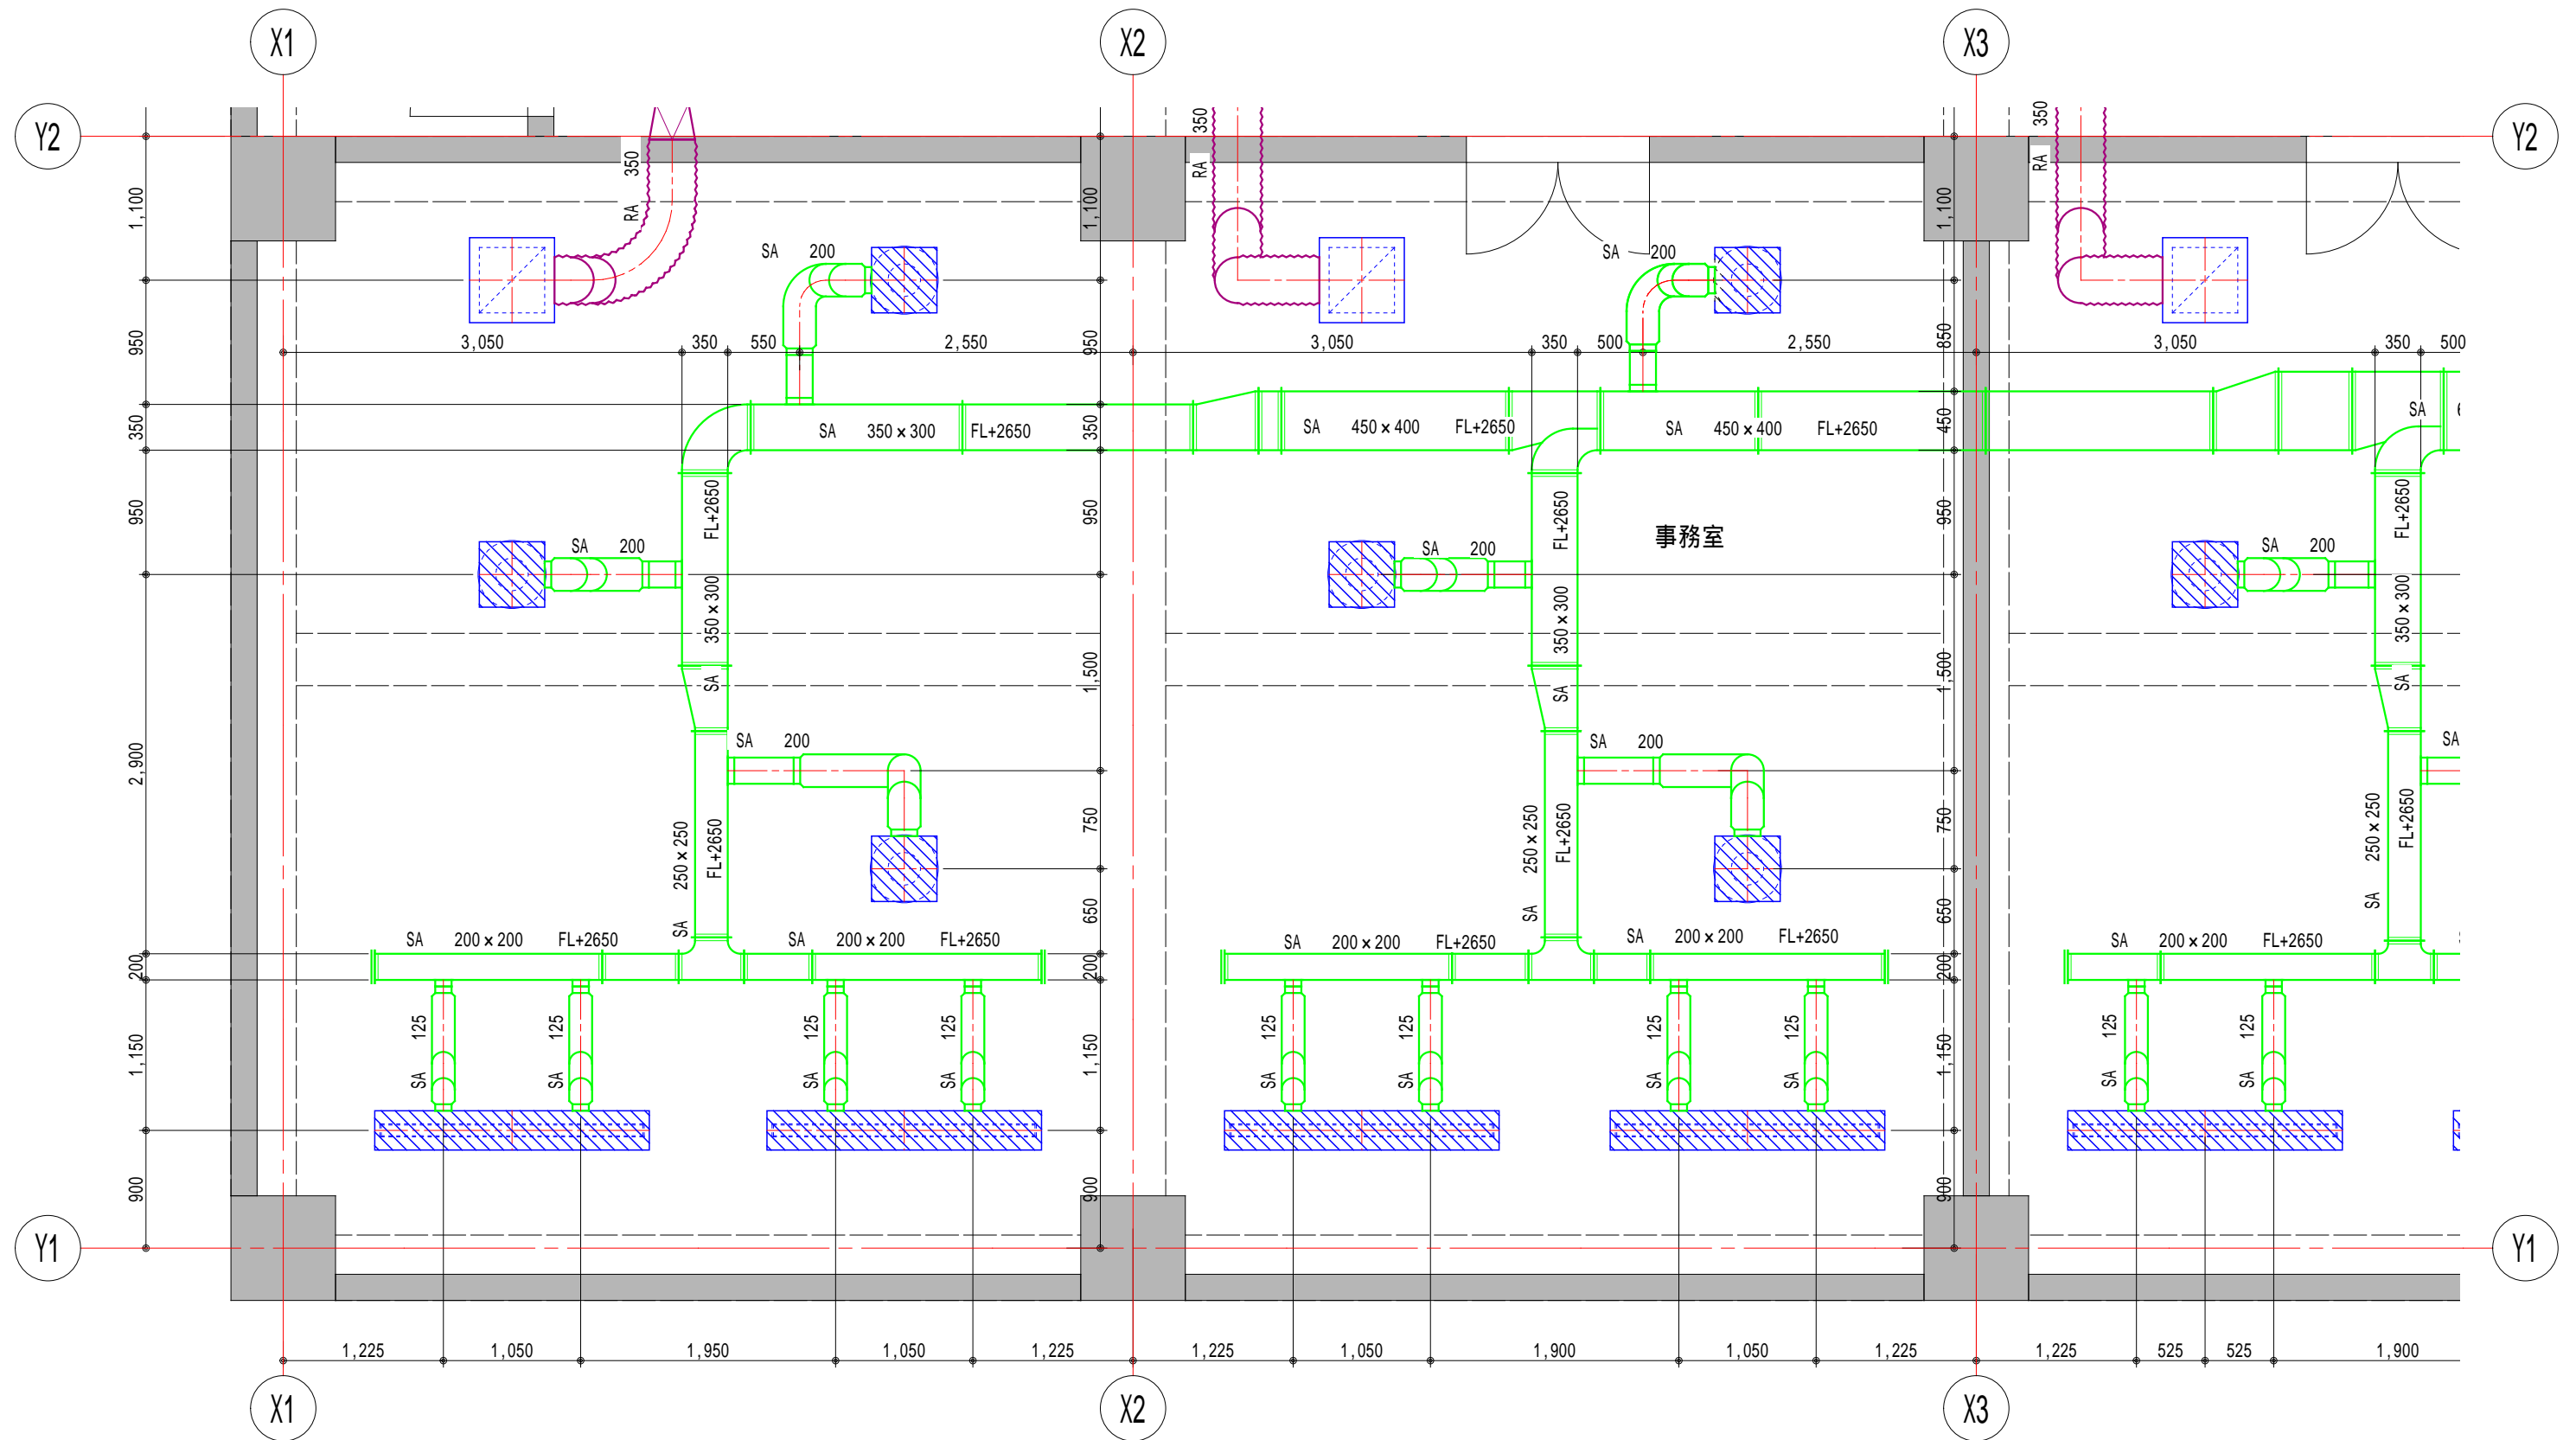 X1
X2
X3
Y2
Y2
350
350
350
RA
RA
RA
1,100
1,100
1,100
SA 200
SA 200
950
950
850
3,050
350
550
2,550
3,050
350
500
2,550
3,050
350
500
350
350
450
SA 350×300 FL+2650
SA 450×400 FL+2650
SA 450×400 FL+2650
SA
950
950
950
FL+2650
FL+2650
FL+2650
事務室
SA 200
SA 200
SA 200
350×300
350×300
350×300
SA
SA
SA
1,500
1,500
2,900
SA 200
SA 200
SA
750
750
250×250
FL+2650
250×250
FL+2650
250×250
FL+2650
SA
SA
SA
650
650
SA 200×200 FL+2650
SA 200×200 FL+2650
SA 200×200 FL+2650
SA 200×200 FL+2650
SA 200×200 FL+2650
200
200
200
125
125
125
125
125
125
125
125
125
125
SA
SA
SA
SA
SA
SA
SA
SA
SA
SA
1,150
1,150
1,150
900
900
900
Y1
Y1
1,225
1,050
1,950
1,050
1,225
1,225
1,050
1,900
1,050
1,225
1,225
525
525
1,900
X1
X2
X3